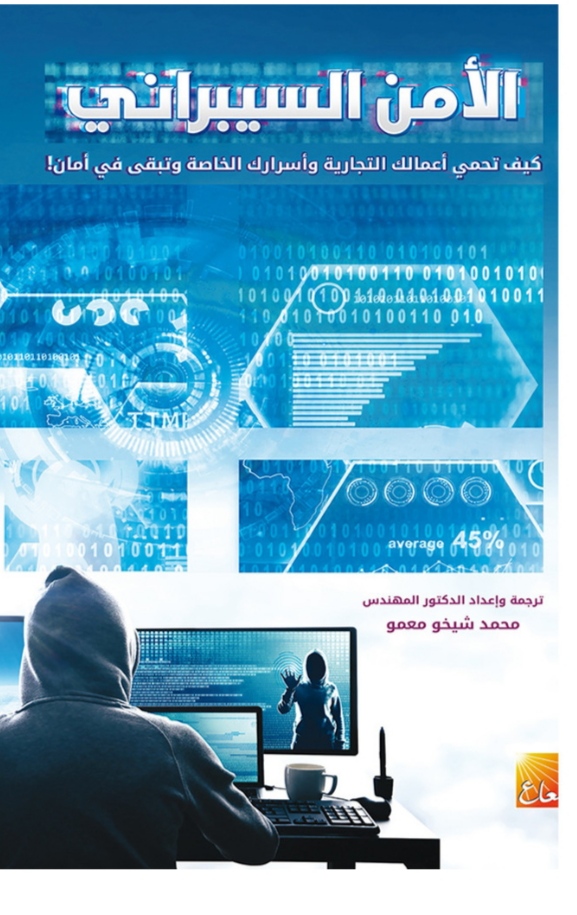 الأمن السيبراني
كيف تحمي أعمالك التجارية وأسرارك الخاصة وتبقى في أمان!
TTMI
average 45%
ترجمة وإعداد الدكتور المهندس
محمد شيخو معمو